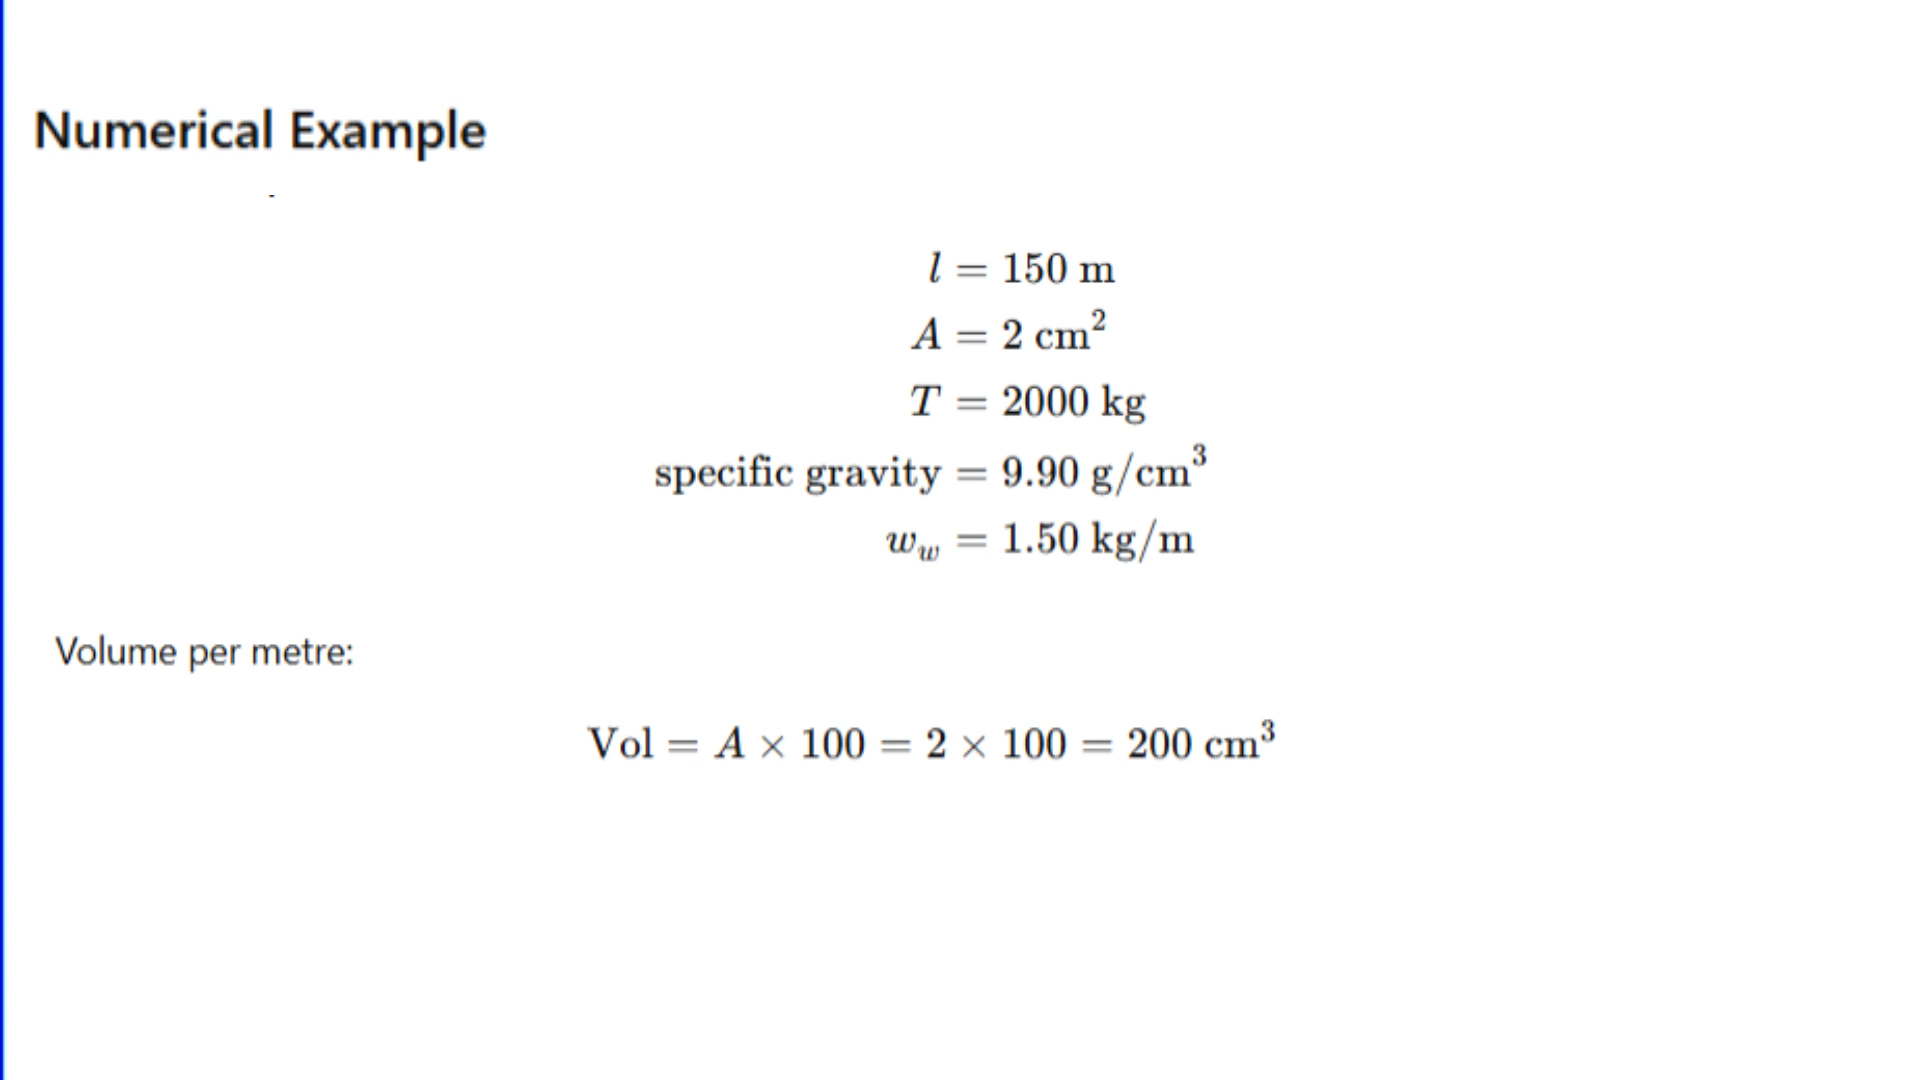 Numerical Example
-
l = 150 m
A = 2 cm²
T = 2000 kg
specific gravity = 9.90 g/cm³
w_w = 1.50 kg/m
Volume per metre:
Vol = A × 100 = 2 × 100 = 200 cm³